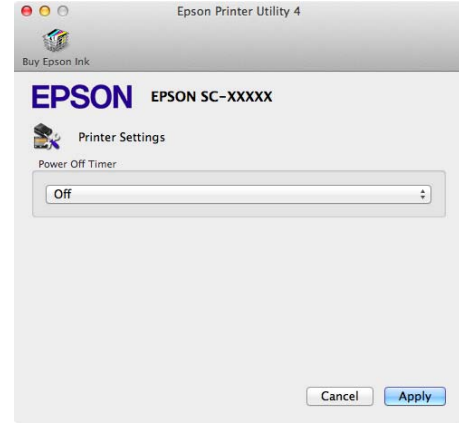 Epson Printer Utility 4
Buy Epson Ink
EPSON EPSON SC-XXXXX
Printer Settings
Power Off Timer
Off
Cancel Apply